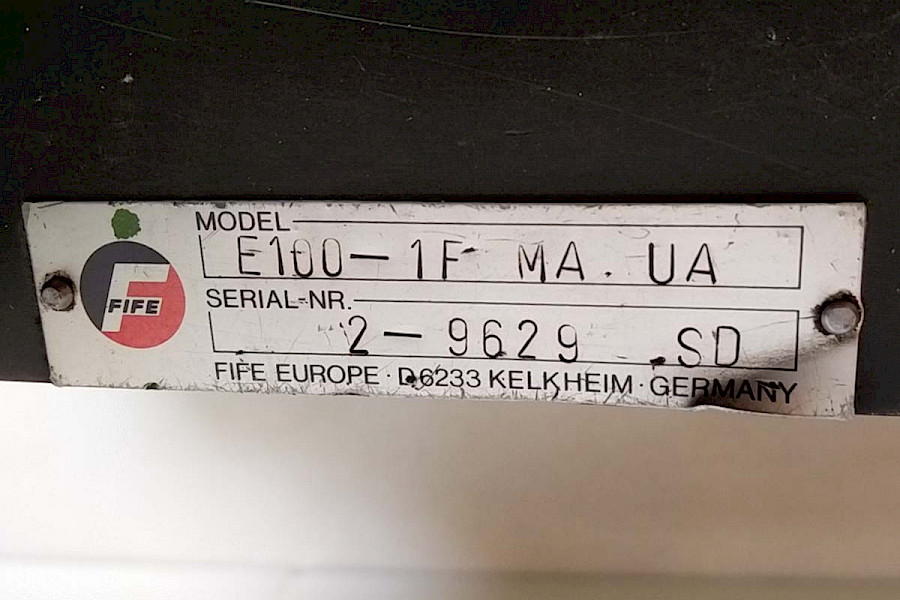 MODEL
E100-1F MA. UA
FIFE
SERIAL-NR.
2-9629 .SD
FIFE EUROPE · D6233 KELKHEIM · GERMANY